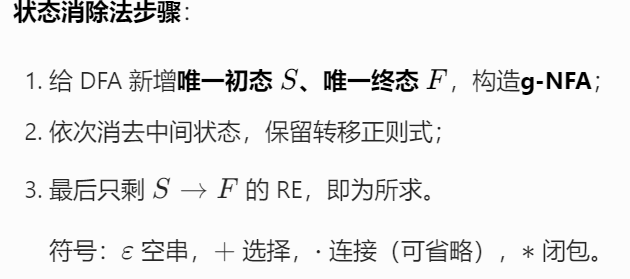 状态消除法步骤:
1. 给 DFA 新增唯一初态 S、唯一终态 F，构造g-NFA；
2. 依次消去中间状态，保留转移正则式；
3. 最后只剩 S → F 的 RE，即为所求。
符号：ε 空串，+ 选择，· 连接（可省略），∗ 闭包。